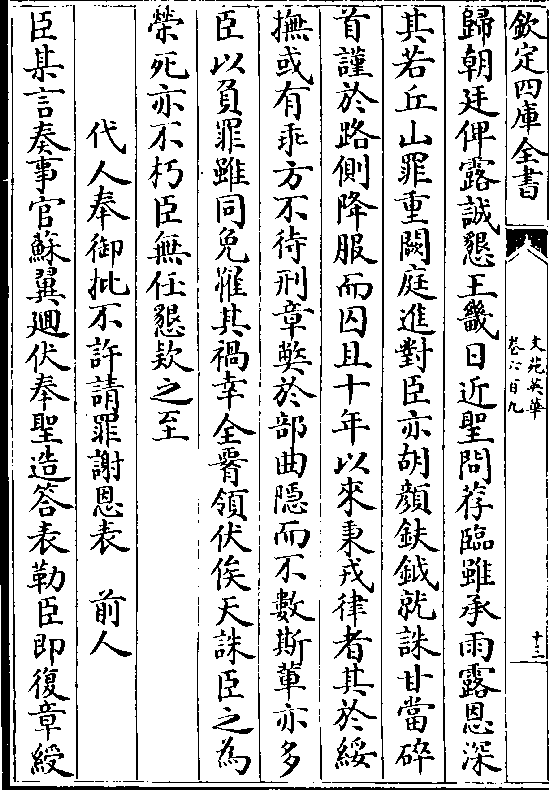 欽定四庫全書
文苑英華
卷六百九
十三
歸朝廷俾露誠懇王畿日近聖問荐臨雖承雨露恩深
其若丘山罪重闕庭進對臣亦胡顔鈇鉞就誅甘當碎
首謹於路側降服而囚且十年以來秉戎律者其於綏
撫或有乖方不待刑章斃於部曲隠而不數斯輩亦多
臣以負罪雖同免罹其禍幸全脣領伏俟天誅臣之為
榮死亦不朽臣無任懇欵之至
代人奉御批不許請罪謝恩表 前人
臣某言奏事官蘇翼廻伏奉聖造答表勒臣即復章綬